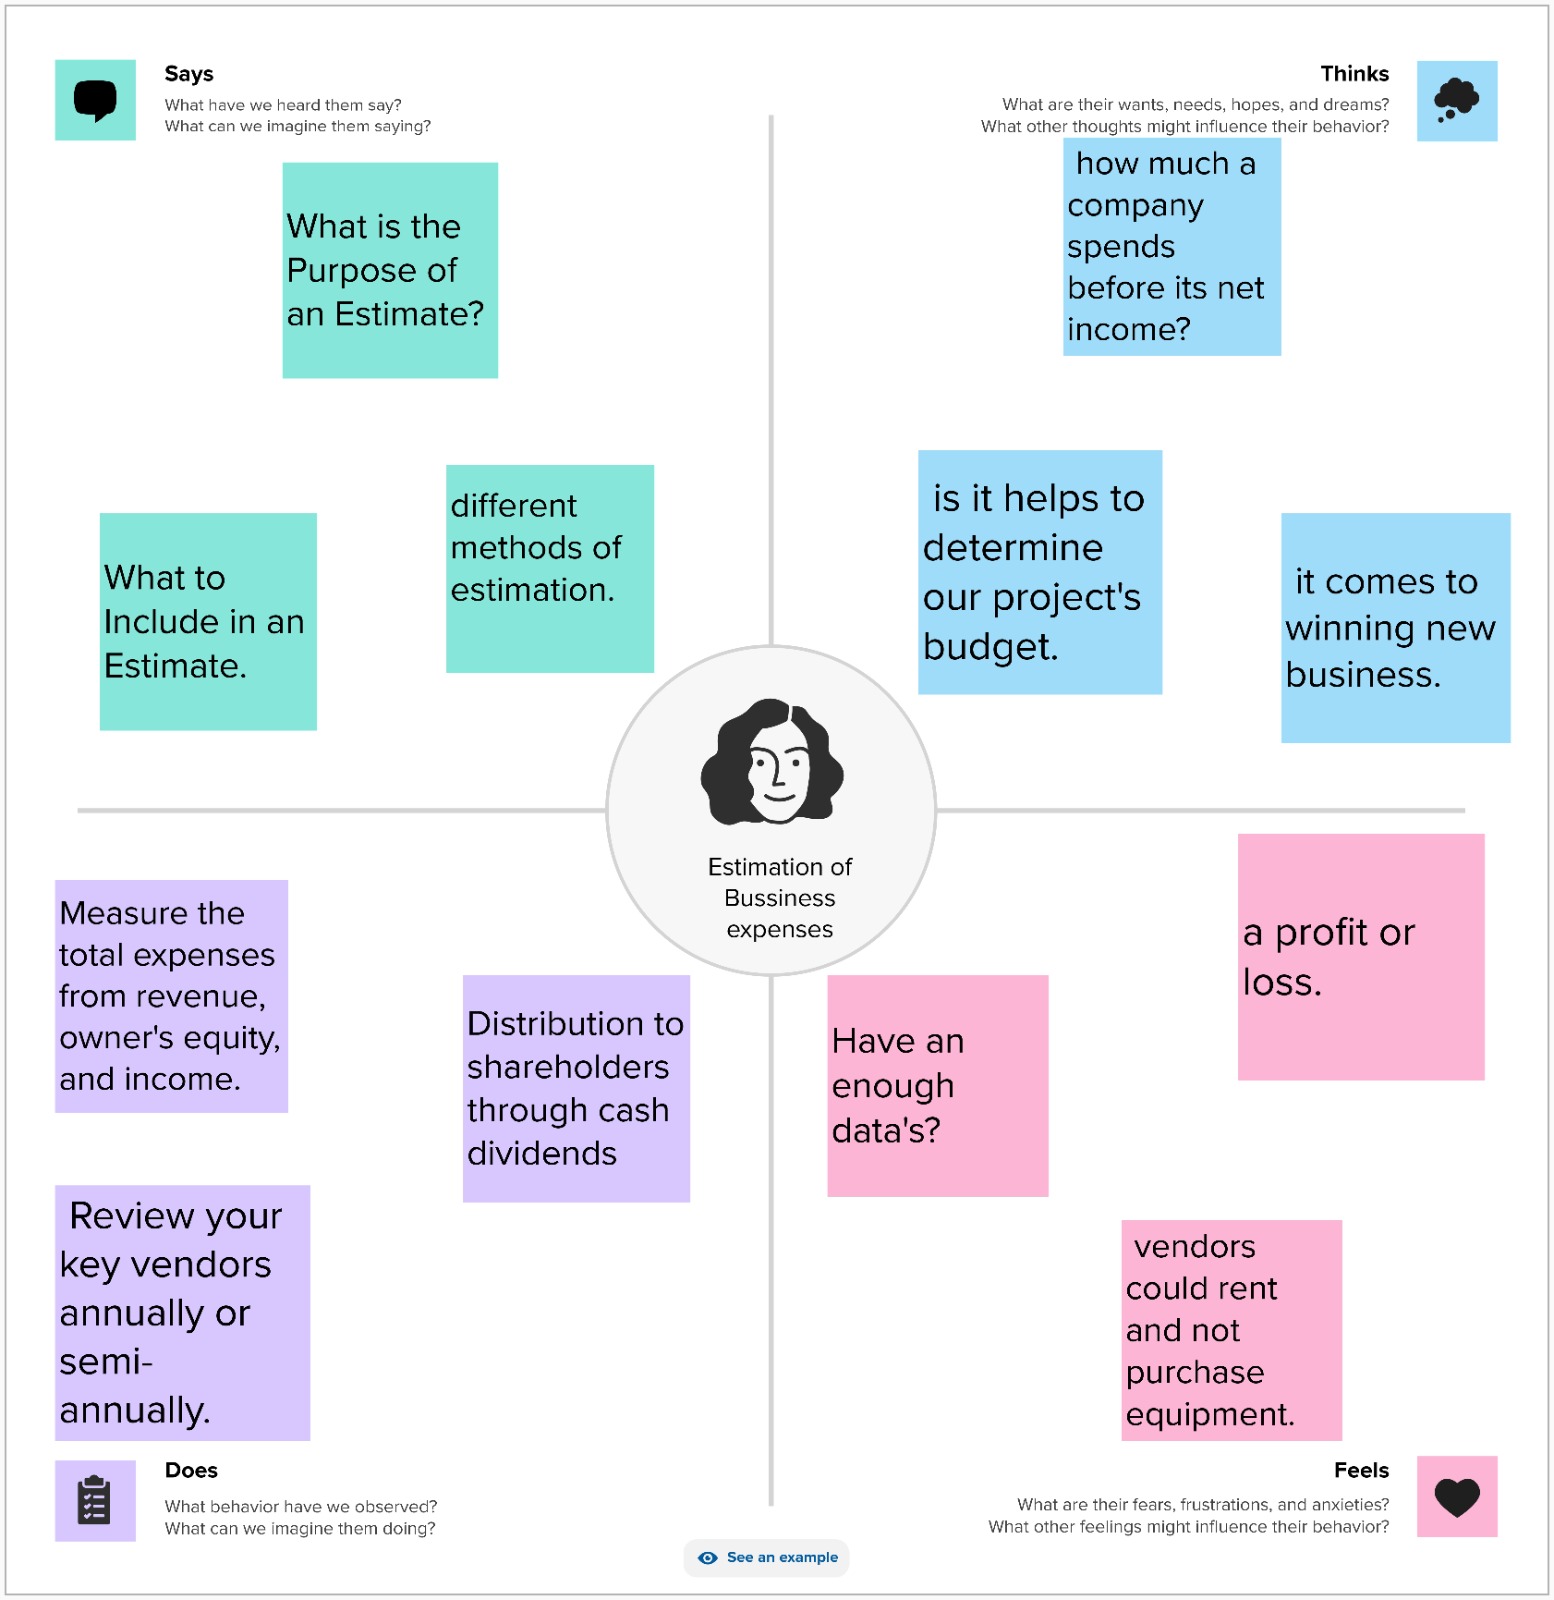 Says
What have we heard them say?
What can we imagine them saying?
Thinks
What are their wants, needs, hopes, and dreams?
What other thoughts might influence their behavior?
What is the
Purpose of
an Estimate?
What to
Include in an
Estimate.
different
methods of
estimation.
how much a
company
spends
before its net
income?
is it helps to
determine
our project's
budget.
it comes to
winning new
business.
Estimation of
Bussiness
expenses
Measure the
total expenses
from revenue,
owner's equity,
and income.
Distribution to
shareholders
through cash
dividends
Review your
key vendors
annually or
semi-
annually.
a profit or
loss.
Have an
enough
data's?
vendors
could rent
and not
purchase
equipment.
Does
What behavior have we observed?
What can we imagine them doing?
Feels
What are their fears, frustrations, and anxieties?
What other feelings might influence their behavior?
See an example